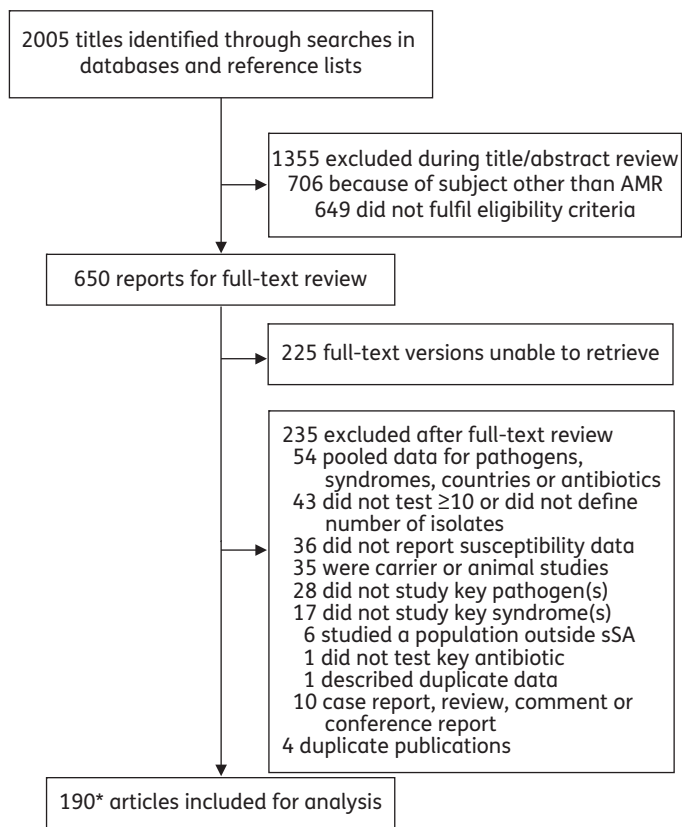 2005 titles identified through searches in
databases and reference lists
1355 excluded during title/abstract review
706 because of subject other than AMR
649 did not fulfil eligibility criteria
650 reports for full-text review
225 full-text versions unable to retrieve
235 excluded after full-text review
54 pooled data for pathogens,
syndromes, countries or antibiotics
43 did not test ≥10 or did not define
number of isolates
36 did not report susceptibility data
35 were carrier or animal studies
28 did not study key pathogen(s)
17 did not study key syndrome(s)
6 studied a population outside sSA
1 did not test key antibiotic
1 described duplicate data
10 case report, review, comment or
conference report
4 duplicate publications
190* articles included for analysis